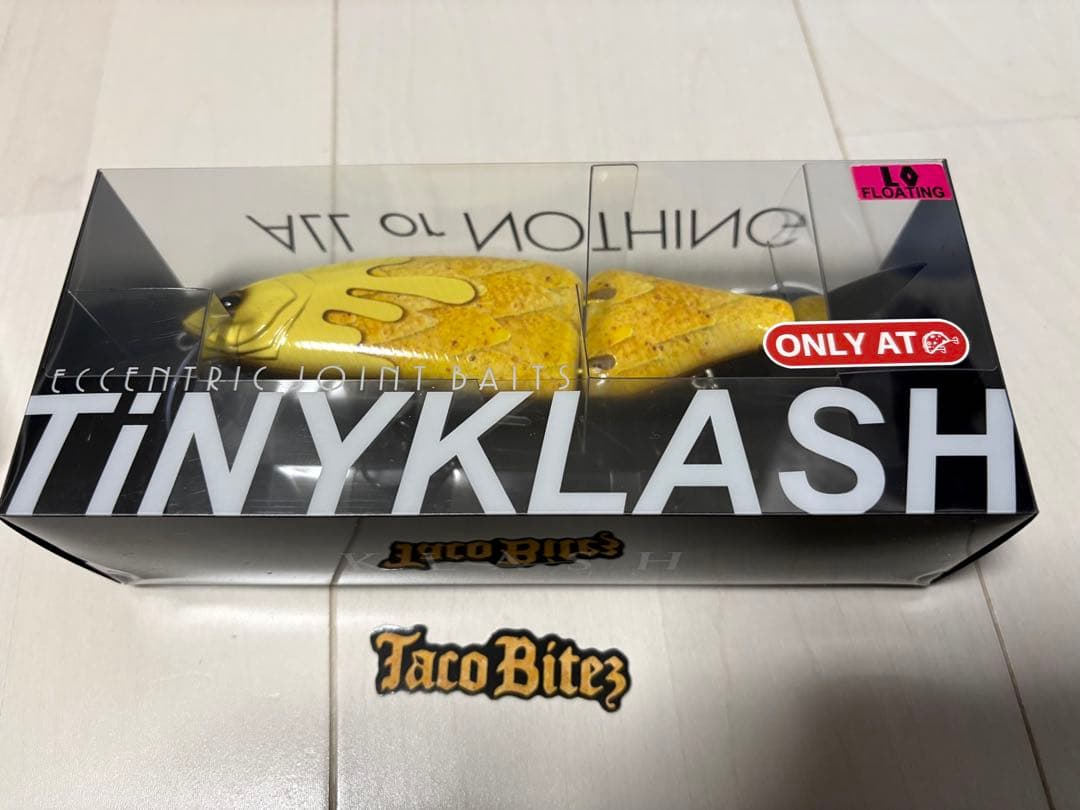 LO
FLOATING
ALL or NOTHING
ONLY AT
ECCENTRIC JOINT BAITS
TiNYKLASH
Taco Bitez
Taco Bitez